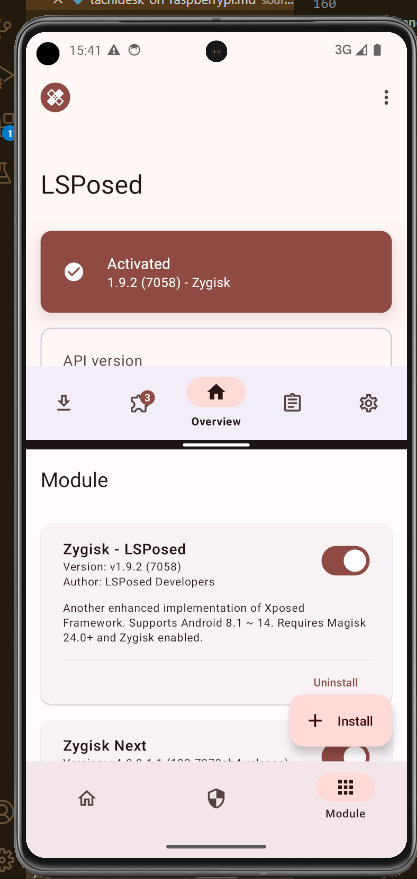 tachidesk-on-raspberrypi.md
160
15:41
3G
1
LSPosed
Activated
1.9.2 (7058) - Zygisk
API version
3
Overview
Module
Zygisk - LSPosed
Version: v1.9.2 (7058)
Author: LSPosed Developers
Another enhanced implementation of Xposed
Framework. Supports Android 8.1 ~ 14. Requires Magisk
24.0+ and Zygisk enabled.
Uninstall
Install
Zygisk Next
Module